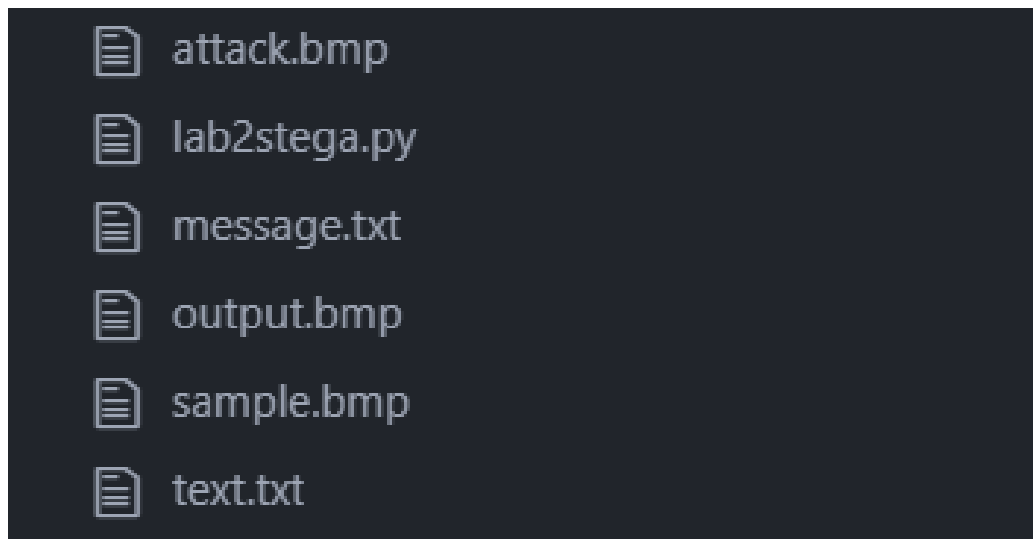 attack.bmp
lab2stega.py
message.txt
output.bmp
sample.bmp
text.txt